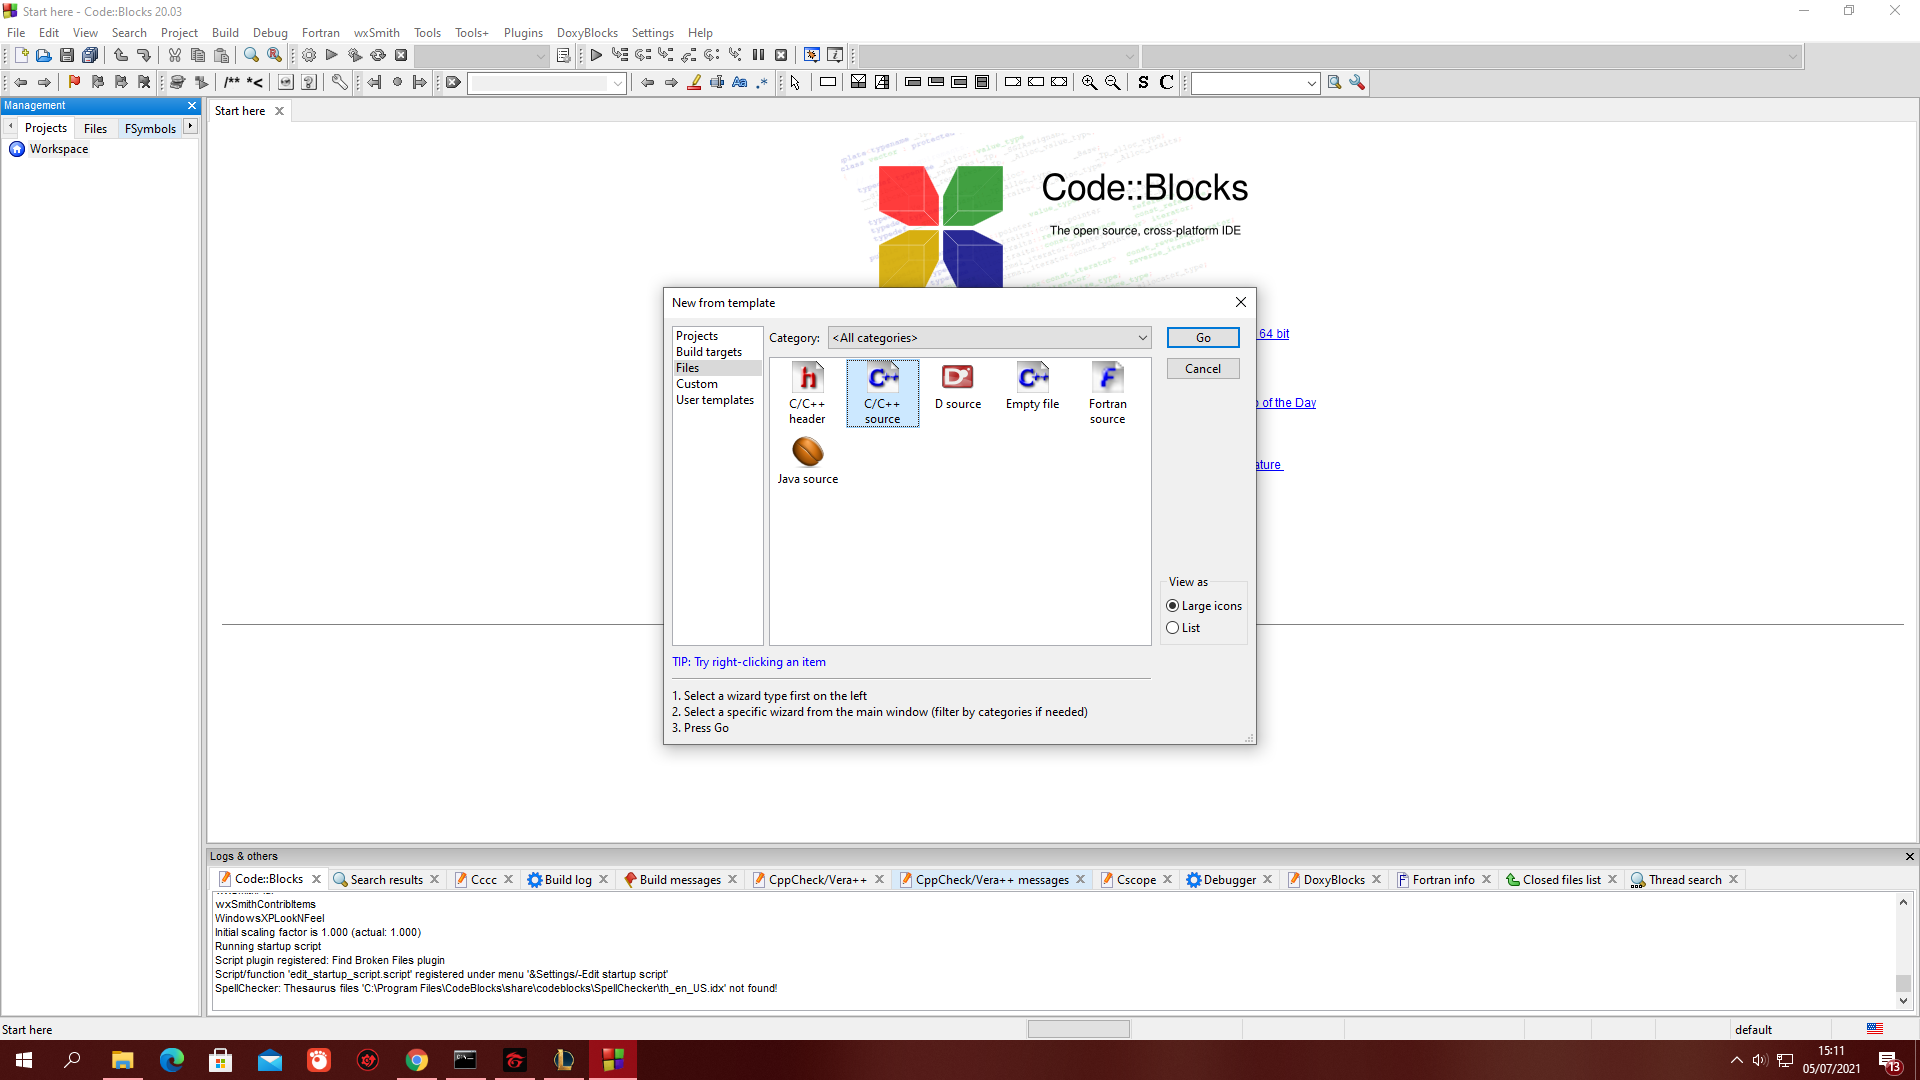 Start here - Code::Blocks 20.03
File Edit View Search Project Build Debug Fortran wxSmith Tools Tools+ Plugins DoxyBlocks Settings Help
/** *<
Aa .*
S C
Management
Start here
Projects Files FSymbols
Workspace
Code::Blocks
The open source, cross-platform IDE
New from template
Projects
Build targets
Files
Custom
User templates
Category: <All categories>
Go
Cancel
C/C++ header
C/C++ source
D source
Empty file
Fortran source
Java source
64 bit
of the Day
ature
View as
Large icons
List
TIP: Try right-clicking an item
1. Select a wizard type first on the left
2. Select a specific wizard from the main window (filter by categories if needed)
3. Press Go
Logs & others
Code::Blocks Search results Cccc Build log Build messages CppCheck/Vera++ CppCheck/Vera++ messages Cscope Debugger DoxyBlocks Fortran info Closed files list Thread search
wxSmithContribItems
WindowsXPLookNFeel
Initial scaling factor is 1.000 (actual: 1.000)
Running startup script
Script plugin registered: Find Broken Files plugin
Script/function 'edit_startup_script.script' registered under menu '&Settings/-Edit startup script'
SpellChecker: Thesaurus files 'C:\Program Files\CodeBlocks\share\codeblocks\SpellChecker\th_en_US.idx' not found!
Start here
default
15:11
05/07/2021
13